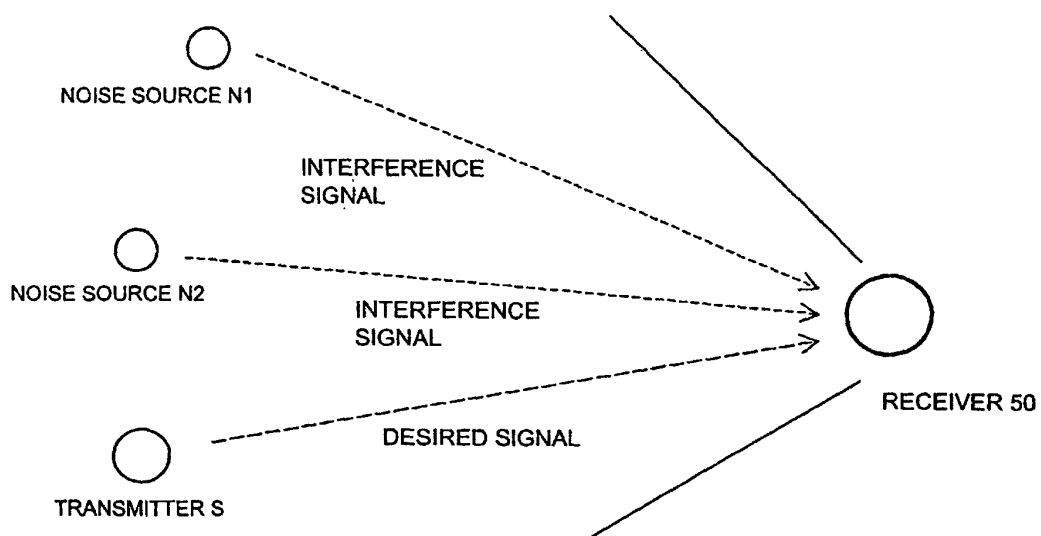 NOISE SOURCE N1
INTERFERENCE
SIGNAL
NOISE SOURCE N2
INTERFERENCE
SIGNAL
RECEIVER 50
DESIRED SIGNAL
TRANSMITTER S